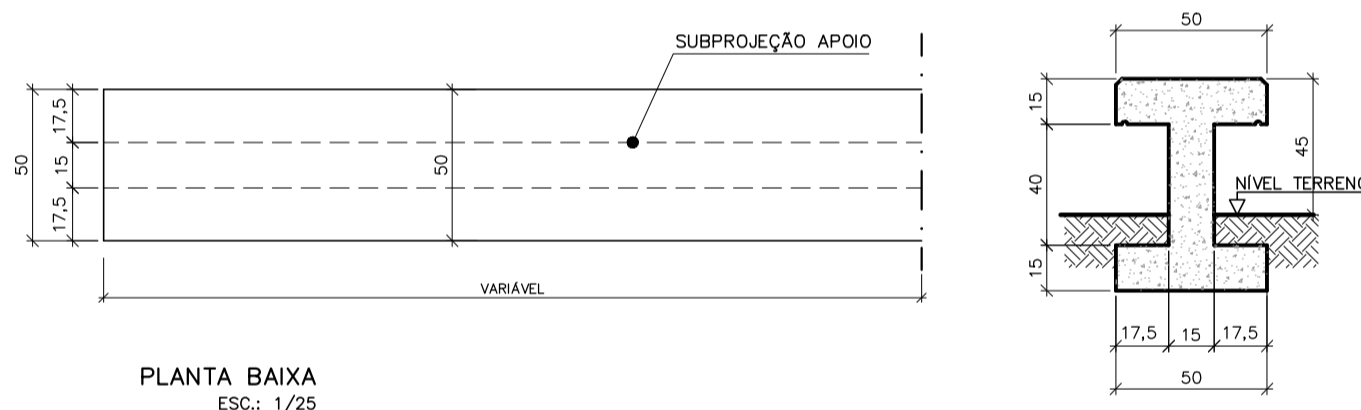 SUBPROJEÇÃO APOIO
50
17,5
15
17,5
50
VARIÁVEL
PLANTA BAIXA
ESC.: 1/25
50
15
40
15
45
NÍVEL TERRENO
17,5
15
17,5
50